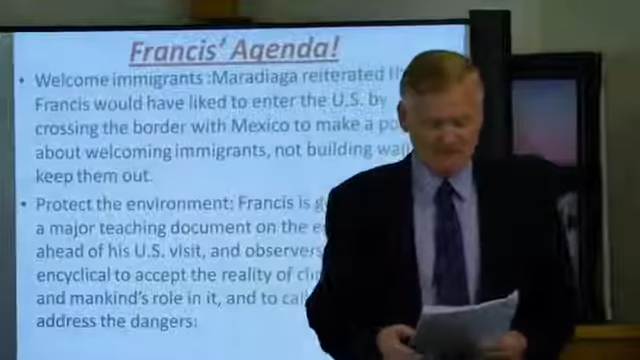 Francis' Agenda!
• Welcome immigrants :Maradiaga reiterated
Francis would have liked to enter the U.S. by
crossing the border with Mexico to make a
about welcoming immigrants, not building
keep them out.
• Protect the environment: Francis is
a major teaching document on the
ahead of his U.S. visit, and observers
encyclical to accept the reality of
and mankind's role in it, and to
address the dangers: